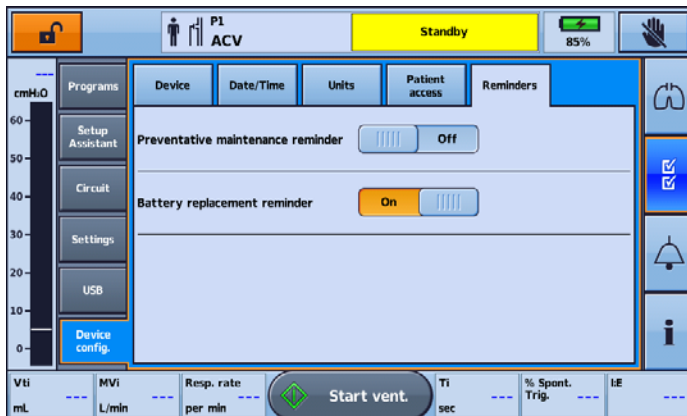 P1
ACV
Standby
85%
---
cmH₂O
60
50
40
30
20
10
0
Programs
Setup
Assistant
Circuit
Settings
USB
Device
config.
Device
Date/Time
Units
Patient
access
Reminders
Preventative maintenance reminder
Off
Battery replacement reminder
On
Vti
---
mL
MVi
---
L/min
Resp. rate
---
per min
Start vent.
Ti
---
sec
% Spont.
Trig. ---
I:E
---